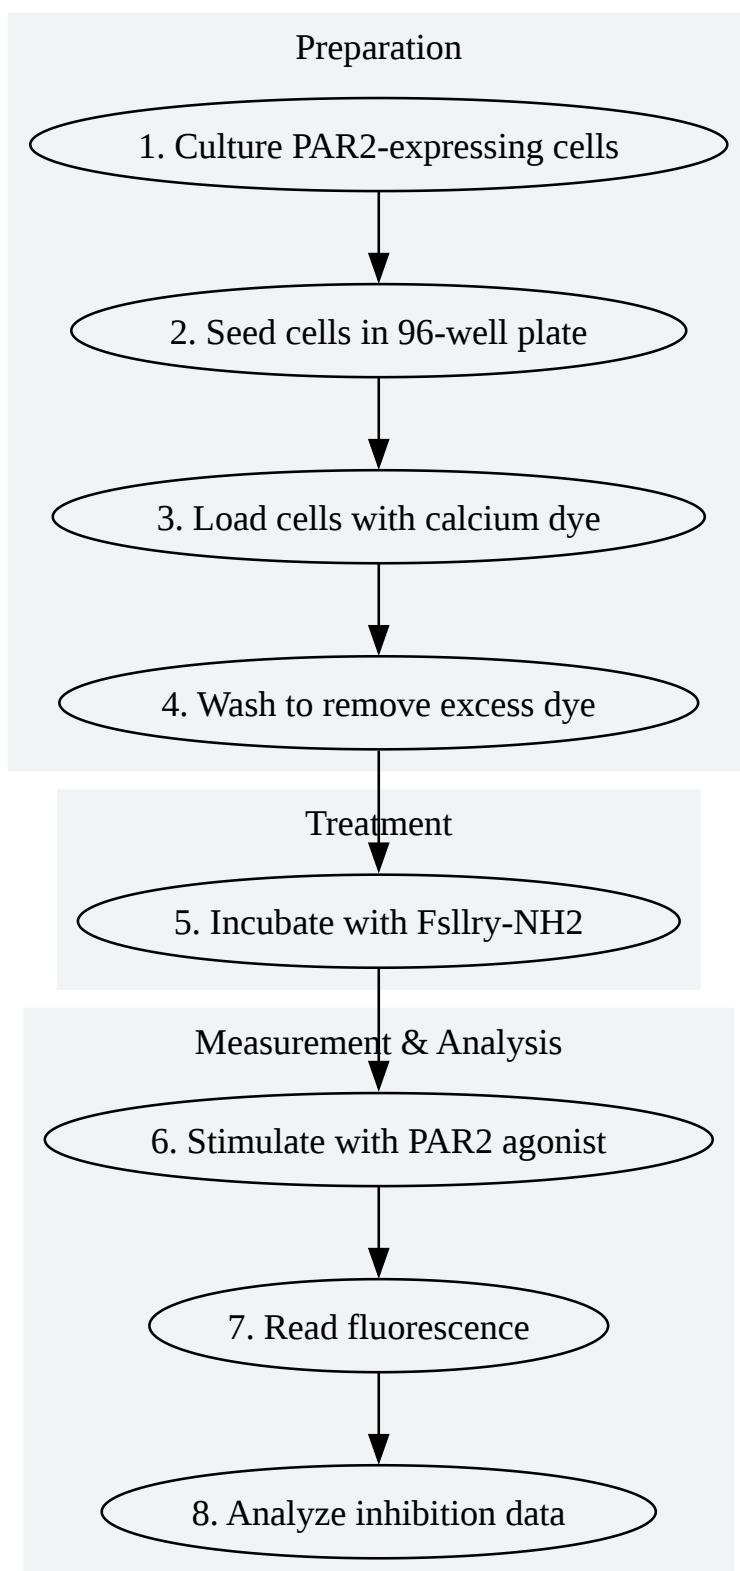 Preparation
1. Culture PAR2-expressing cells
2. Seed cells in 96-well plate
3. Load cells with calcium dye
4. Wash to remove excess dye
Treatment
5. Incubate with Fsllry-NH2
Measurement & Analysis
6. Stimulate with PAR2 agonist
7. Read fluorescence
8. Analyze inhibition data